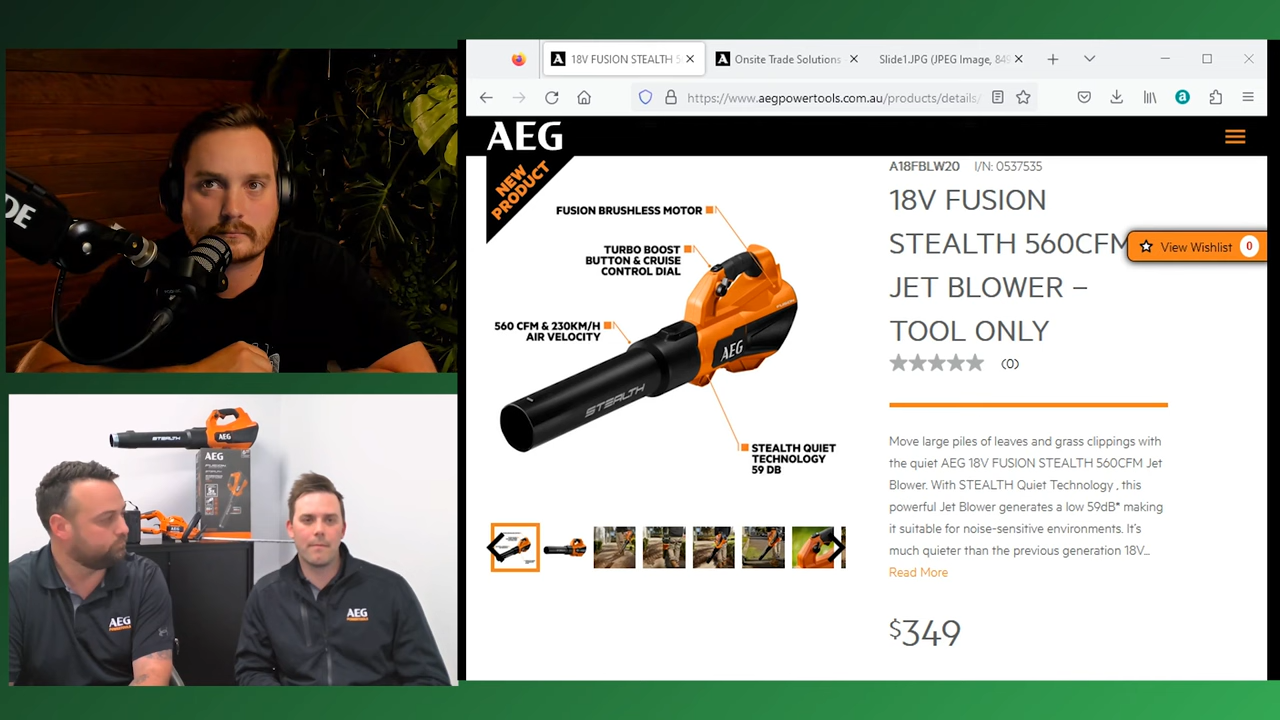 DE
STEALTH
AEG
AEG
AEG
AEG
AEG
18V FUSION STEALTH 5
Onsite Trade Solutions
Slide1.JPG (JPEG Image, 849
https://www.aegpowertools.com.au/products/details/
AEG
NEW
PRODUCT
FUSION BRUSHLESS MOTOR
TURBO BOOST
BUTTON & CRUISE
CONTROL DIAL
560 CFM & 230KM/H
AIR VELOCITY
AEG
STEALTH
STEALTH QUIET
TECHNOLOGY
59 DB
A18FBLW20 I/N: 0537535
18V FUSION
STEALTH 560CFM
JET BLOWER –
TOOL ONLY
View Wishlist 0
(0)
Move large piles of leaves and grass clippings with
the quiet AEG 18V FUSION STEALTH 560CFM Jet
Blower. With STEALTH Quiet Technology , this
powerful Jet Blower generates a low 59dB* making
it suitable for noise-sensitive environments. It's
much quieter than the previous generation 18V...
Read More
$349